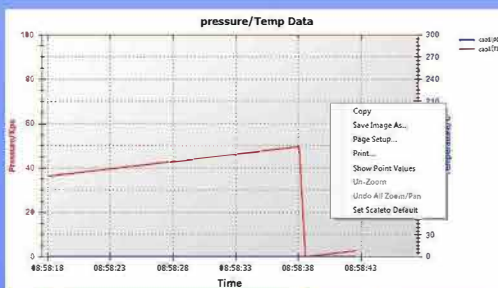 pressure/Temp Data
100
80
60
40
20
0
Pressure/Kpa
300
270
240
210
30
0
Copy
Save Image As...
Page Setup...
Print...
Show Point Values
Un-Zoom
Undo All Zoom/Pan
Set Scale to Default
08:58:18 08:58:23 08:58:28 08:58:33 08:58:38 08:58:43
Time